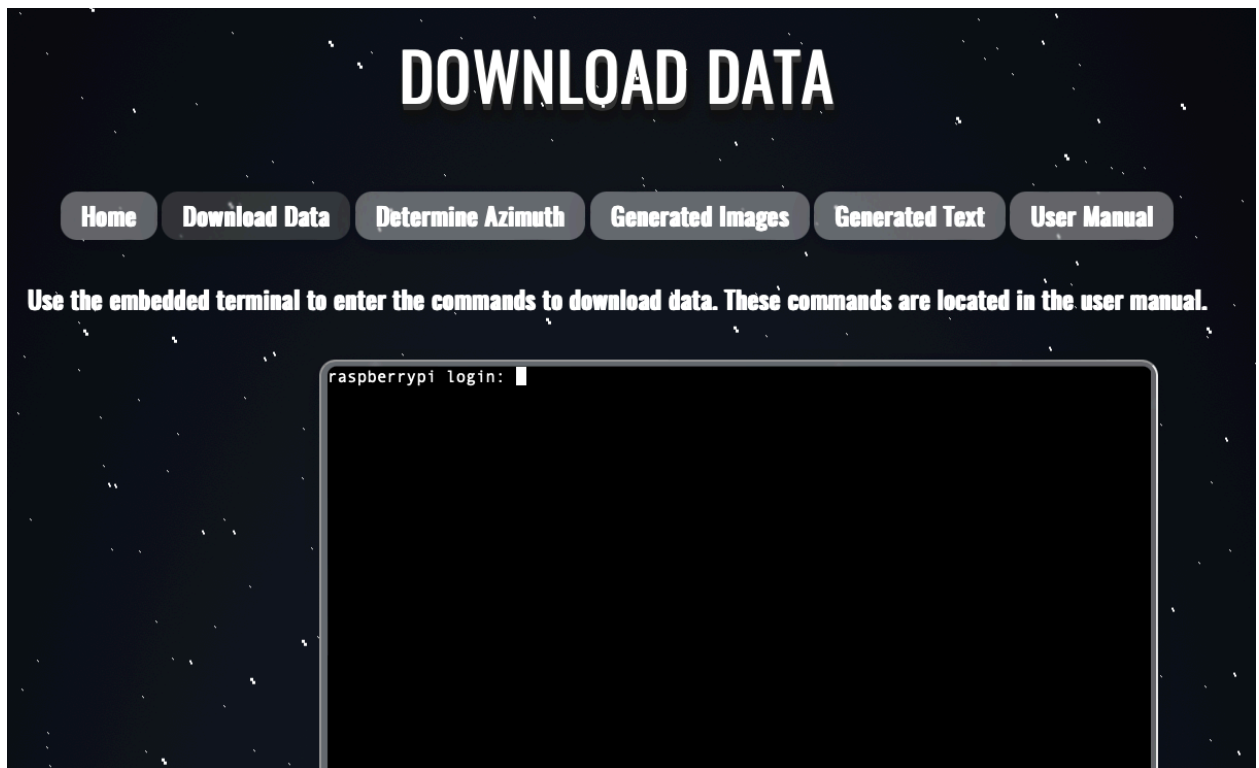 DOWNLOAD DATA
Home Download Data Determine Azimuth Generated Images Generated Text User Manual
Use the embedded terminal to enter the commands to download data. These commands are located in the user manual.
raspberrypi login: